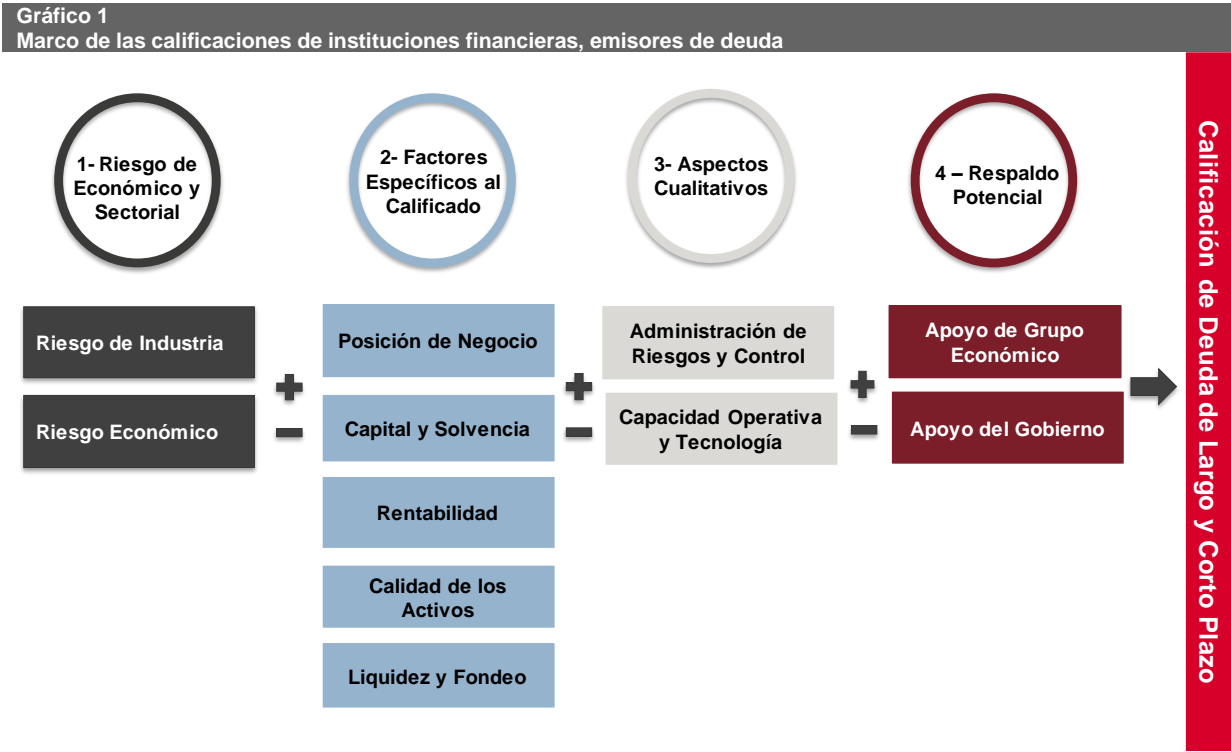 Gráfico 1
Marco de las calificaciones de instituciones financieras, emisores de deuda
1- Riesgo de
Económico y
Sectorial
2- Factores
Específicos al
Calificado
3- Aspectos
Cualitativos
4 – Respaldo
Potencial
Riesgo de Industria
Riesgo Económico
Posición de Negocio
Capital y Solvencia
Rentabilidad
Calidad de los
Activos
Liquidez y Fondeo
Administración de
Riesgos y Control
Capacidad Operativa
y Tecnología
Apoyo de Grupo
Económico
Apoyo del Gobierno
Calificación de Deuda de Largo y Corto Plazo